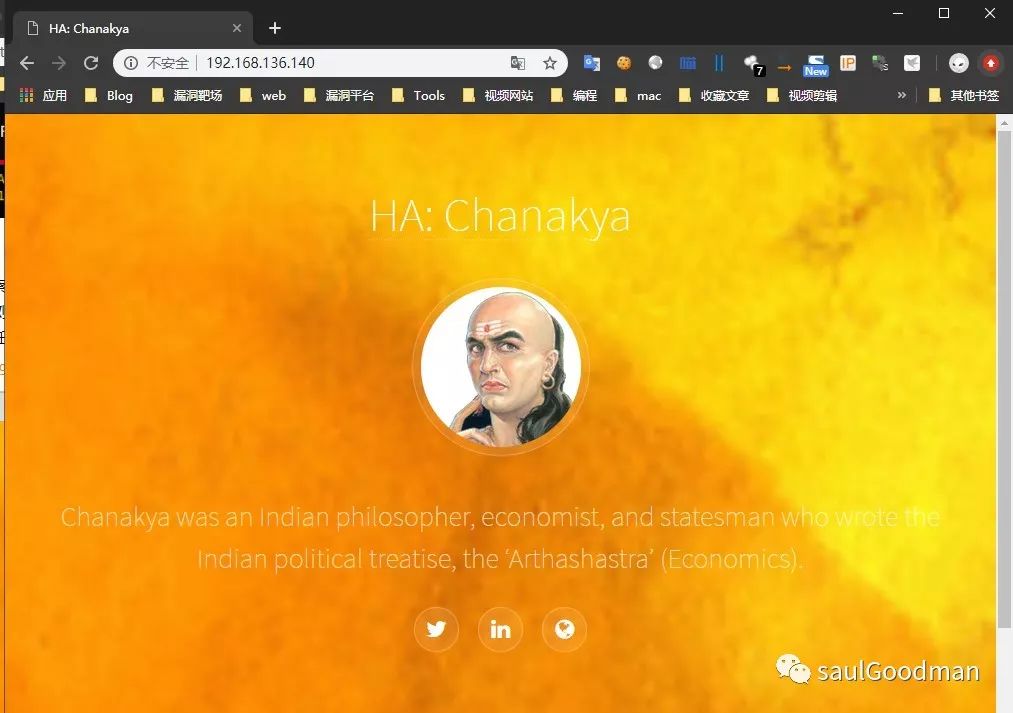 HA: Chanakya
不安全 192.168.136.140
7
New
IP
应用 Blog 漏洞靶场 web 漏洞平台 Tools 视频网站 编程 mac 收藏文章 视频剪辑 » 其他书签
HA: Chanakya
Chanakya was an Indian philosopher, economist, and statesman who wrote the
Indian political treatise, the ‘Arthashastra’ (Economics).
in
saulGoodman